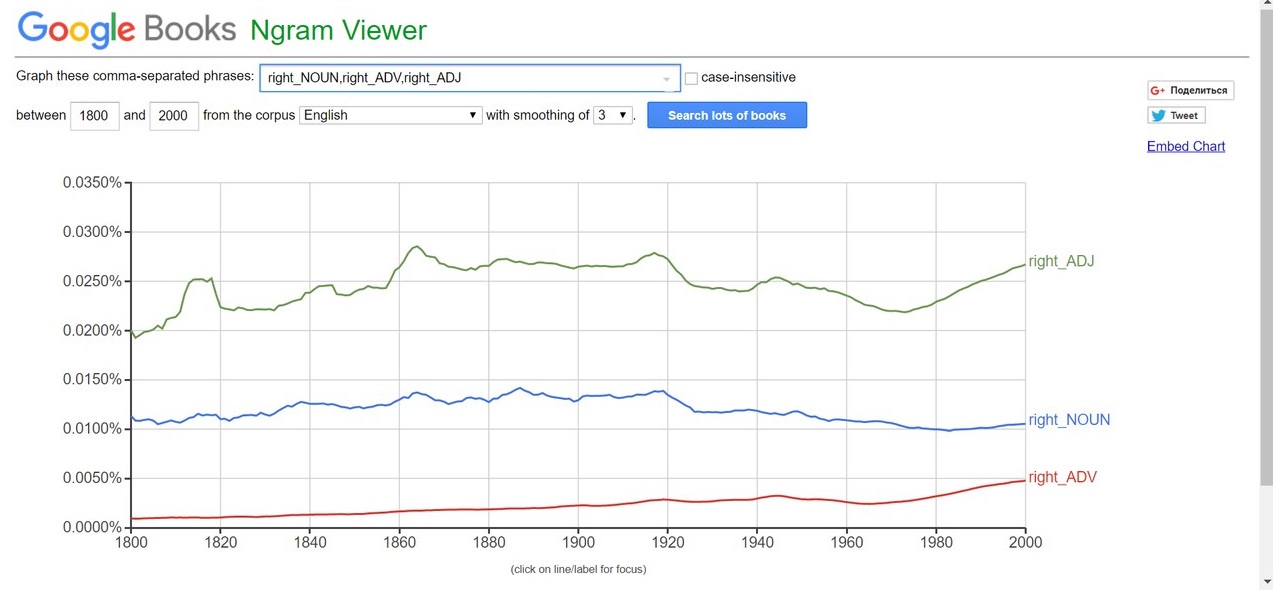 Google Books Ngram Viewer
Graph these comma-separated phrases: right_NOUN,right_ADV,right_ADJ case-insensitive
between 1800 and 2000 from the corpus English with smoothing of 3 . Search lots of books
G+ Поделиться
Tweet
Embed Chart
0.0350%
0.0300%
0.0250%
0.0200%
0.0150%
0.0100%
0.0050%
0.0000%
right_ADJ
right_NOUN
right_ADV
1800 1820 1840 1860 1880 1900 1920 1940 1960 1980 2000
(click on line/label for focus)